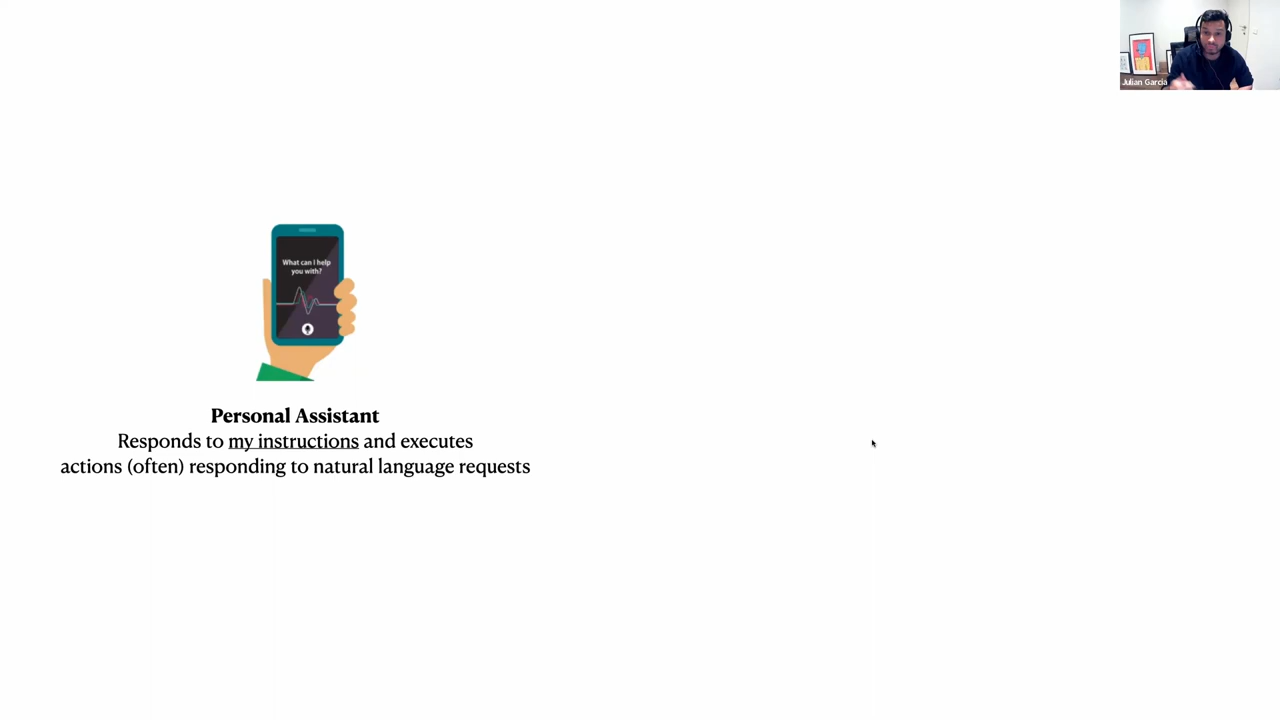 Julian Garcia
What can I help
you with?
Personal Assistant
Responds to my instructions and executes
actions (often) responding to natural language requests